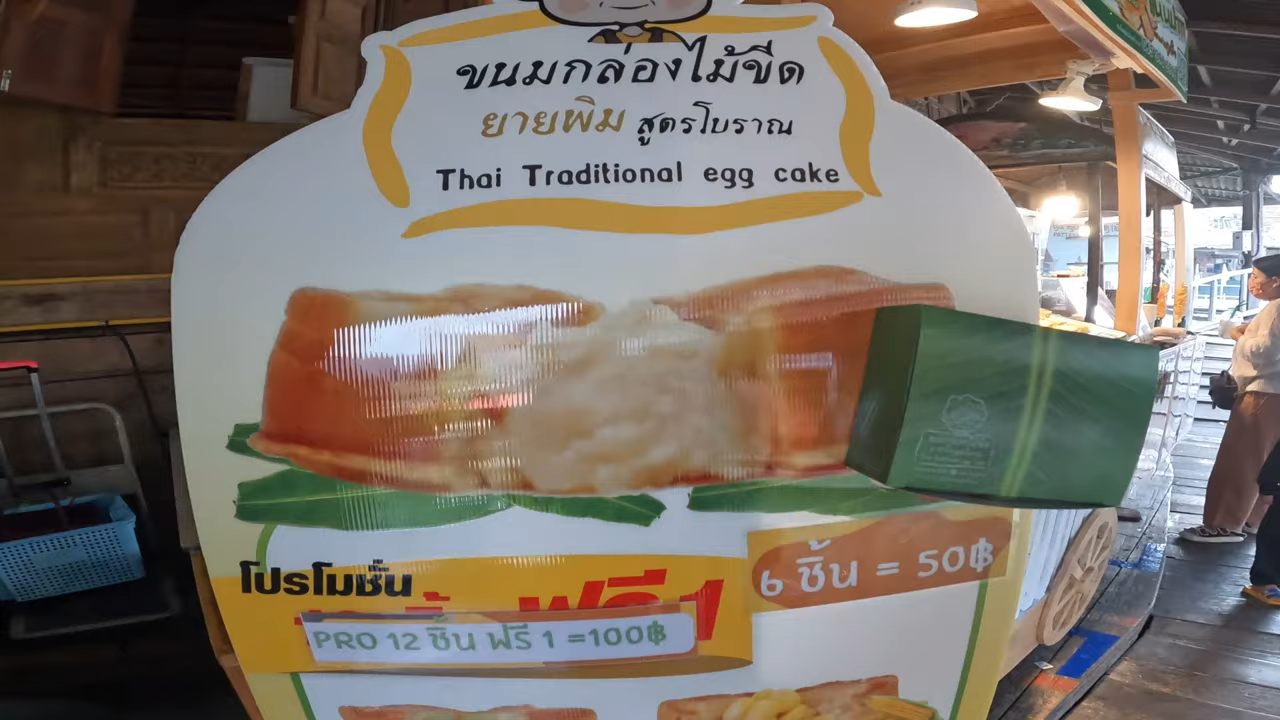 ขนมกล่องไม้ขีด
ยายพิม สูตรโบราณ
Thai Traditional egg cake
6 ชิ้น = 50฿
โปรโมชั่น
ฟรี 1
PRO 12 ชิ้น ฟรี 1 =100฿